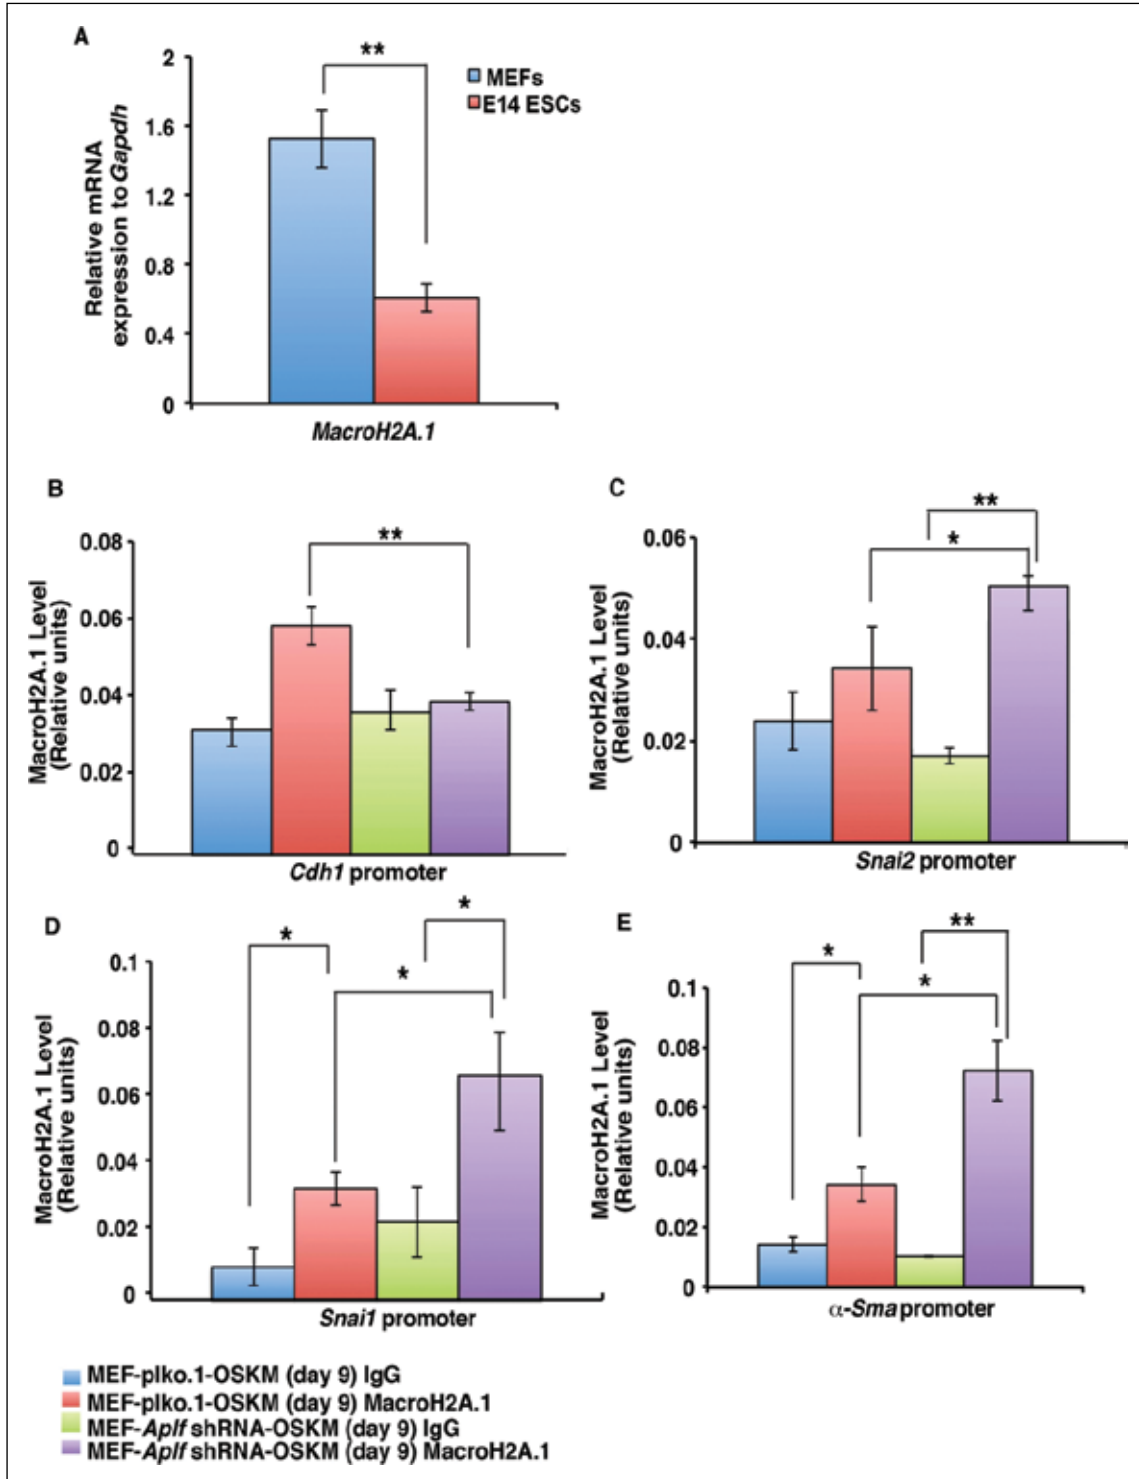 A
**
2
1.6
1.2
0.8
0.4
0
Relative mRNA
expression to Gapdh
MEFs
E14 ESCs
MacroH2A.1
B
**
0.08
0.06
0.04
0.02
0
MacroH2A.1 Level
(Relative units)
Cdh1 promoter
C
**
*
0.06
0.04
0.02
0
MacroH2A.1 Level
(Relative units)
Snai2 promoter
D
*
*
*
0.1
0.08
0.06
0.04
0.02
0
MacroH2A.1 Level
(Relative units)
Snai1 promoter
E
**
*
*
0.1
0.08
0.06
0.04
0.02
0
MacroH2A.1 Level
(Relative units)
α-Sma promoter
MEF-plko.1-OSKM (day 9) IgG
MEF-plko.1-OSKM (day 9) MacroH2A.1
MEF-Aplf shRNA-OSKM (day 9) IgG
MEF-Aplf shRNA-OSKM (day 9) MacroH2A.1